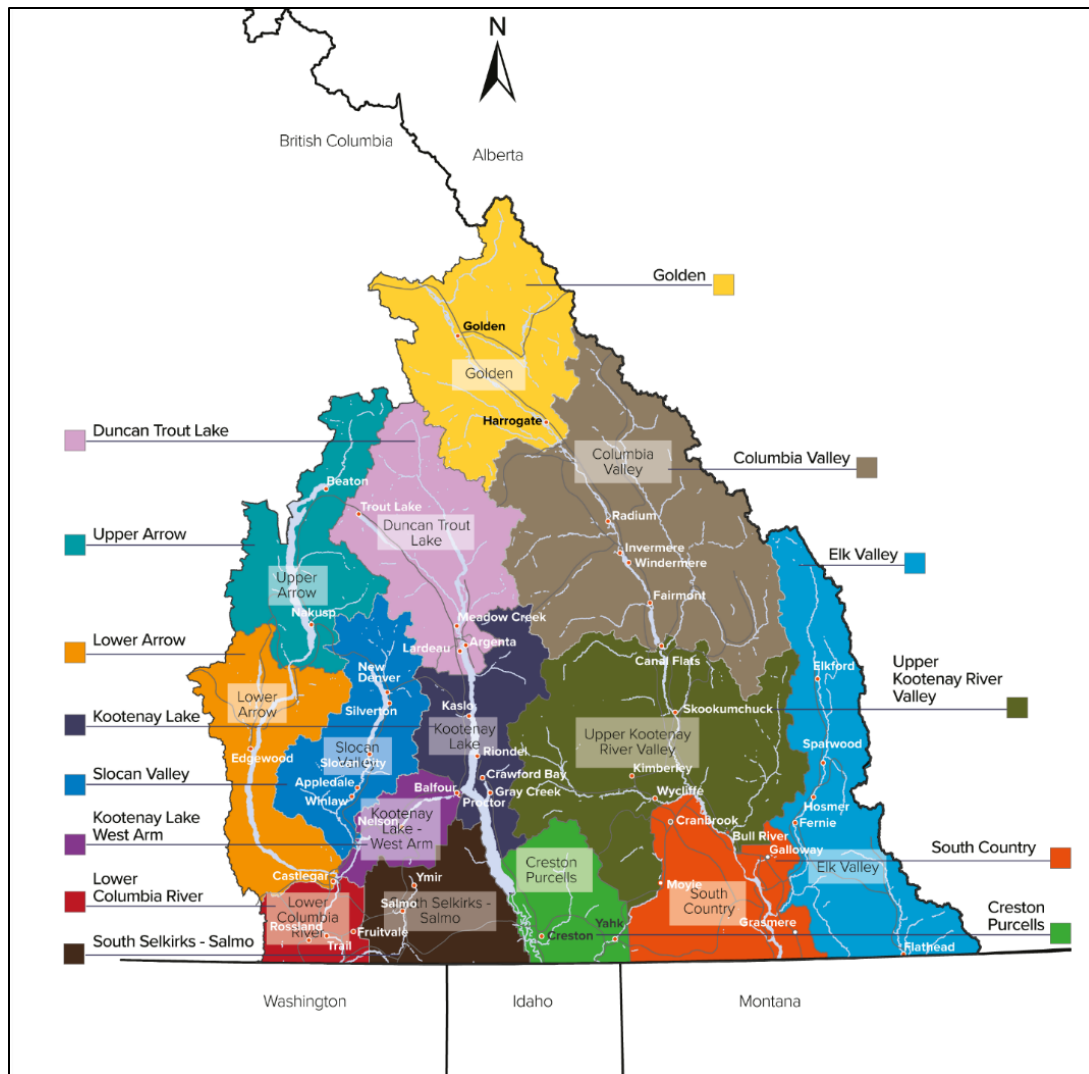 N
British Columbia
Alberta
Golden
Golden
Golden
Harrogate
Duncan Trout Lake
Columbia
Valley
Columbia Valley
Beaton
Trout Lake
Duncan Trout
Lake
Radium
Upper Arrow
Invermere
Windermere
Elk Valley
Upper
Arrow
Fairmont
Nakusp
Meadow Creek
Argenta
Lardeau
Canal Flats
Lower Arrow
New
Denver
Elkford
Upper
Kootenay River
Valley
Lower
Arrow
Silverton
Kaslo
Skookumchuck
Kootenay Lake
Kootenay
Lake
Upper Kootenay
River Valley
Edgewood
Slocan
Valley
Slocan City
Riondel
Sparwood
Slocan Valley
Appledale
Winlaw
Crawford Bay
Kimberley
Balfour
Gray Creek
Proctor
Wycliffe
Hosmer
Kootenay Lake
West Arm
Nelson
Kootenay
Lake -
West Arm
Cranbrook
Fernie
Bull River
Galloway
South Country
Creston
Purcells
Elk Valley
Castlegar
Ymir
Moyie
South
Country
Lower
Columbia River
Lower
Columbia
River
Salmo
South Selkirks -
Salmo
Grasmere
Creston
Purcells
Rossland
Trail
Fruitvale
Yahk
Creston
South Selkirks - Salmo
Flathead
Washington
Idaho
Montana